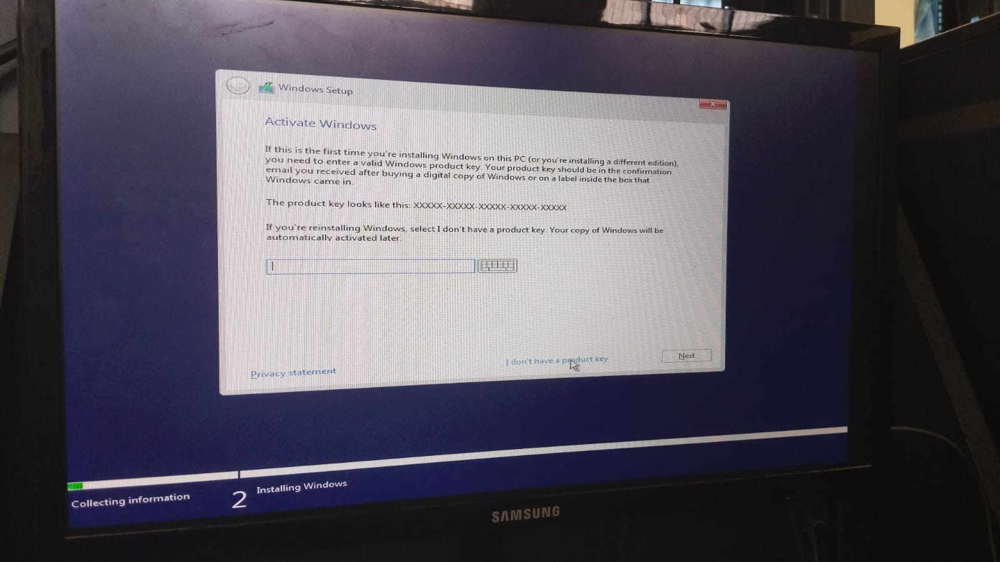 Windows Setup
Activate Windows
If this is the first time you're installing Windows on this PC (or you're installing a different edition),
you need to enter a valid Windows product key. Your product key should be in the confirmation
email you received after buying a digital copy of Windows or on a label inside the box that
Windows came in.
The product key looks like this: XXXXX-XXXXX-XXXXX-XXXXX-XXXXX
If you're reinstalling Windows, select I don't have a product key. Your copy of Windows will be
automatically activated later.
I don't have a product key
Next
Privacy statement
Collecting information
2 Installing Windows
SAMSUNG